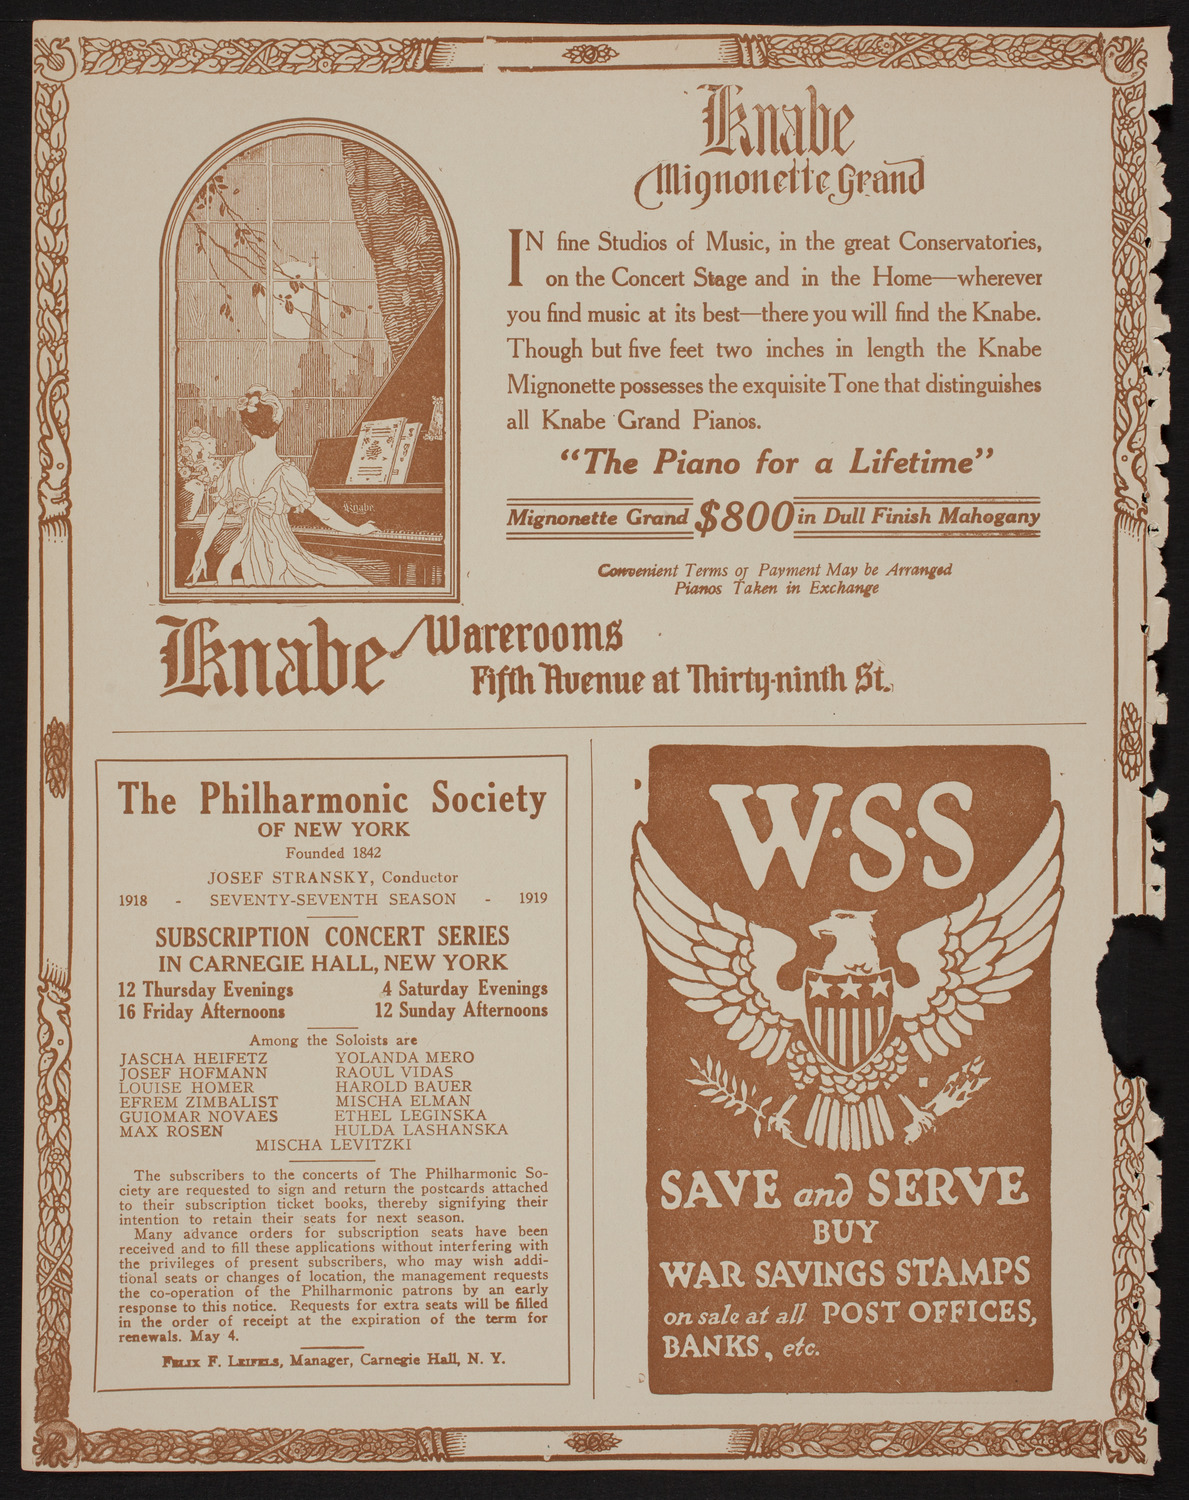 Knabe
Mignonette Grand
IN fine Studios of Music, in the great Conservatories,
on the Concert Stage and in the Home—wherever
you find music at its best—there you will find the Knabe.
Though but five feet two inches in length the Knabe
Mignonette possesses the exquisite Tone that distinguishes
all Knabe Grand Pianos.
"The Piano for a Lifetime"
Mignonette Grand $800 in Dull Finish Mahogany
Convenient Terms of Payment May be Arranged
Pianos Taken in Exchange
Knabe
Knabe Warerooms
Fifth Avenue at Thirty-ninth St.
The Philharmonic Society
OF NEW YORK
Founded 1842
JOSEF STRANSKY, Conductor
1918 - SEVENTY-SEVENTH SEASON - 1919
SUBSCRIPTION CONCERT SERIES
IN CARNEGIE HALL, NEW YORK
12 Thursday Evenings 4 Saturday Evenings
16 Friday Afternoons 12 Sunday Afternoons
Among the Soloists are
JASCHA HEIFETZ YOLANDA MERO
JOSEF HOFMANN RAOUL VIDAS
LOUISE HOMER HAROLD BAUER
EFREM ZIMBALIST MISCHA ELMAN
GUIOMAR NOVAES ETHEL LEGINSKA
MAX ROSEN HULDA LASHANSKA
MISCHA LEVITZKI
The subscribers to the concerts of The Philharmonic So-
ciety are requested to sign and return the postcards attached
to their subscription ticket books, thereby signifying their
intention to retain their seats for next season.
Many advance orders for subscription seats have been
received and to fill these applications without interfering with
the privileges of present subscribers, who may wish addi-
tional seats or changes of location, the management requests
the co-operation of the Philharmonic patrons by an early
response to this notice. Requests for extra seats will be filled
in the order of receipt at the expiration of the term for
renewals. May 4.
FELIX F. LEIFELS, Manager, Carnegie Hall, N. Y.
W·S·S
SAVE and SERVE
BUY
WAR SAVINGS STAMPS
on sale at all POST OFFICES,
BANKS, etc.